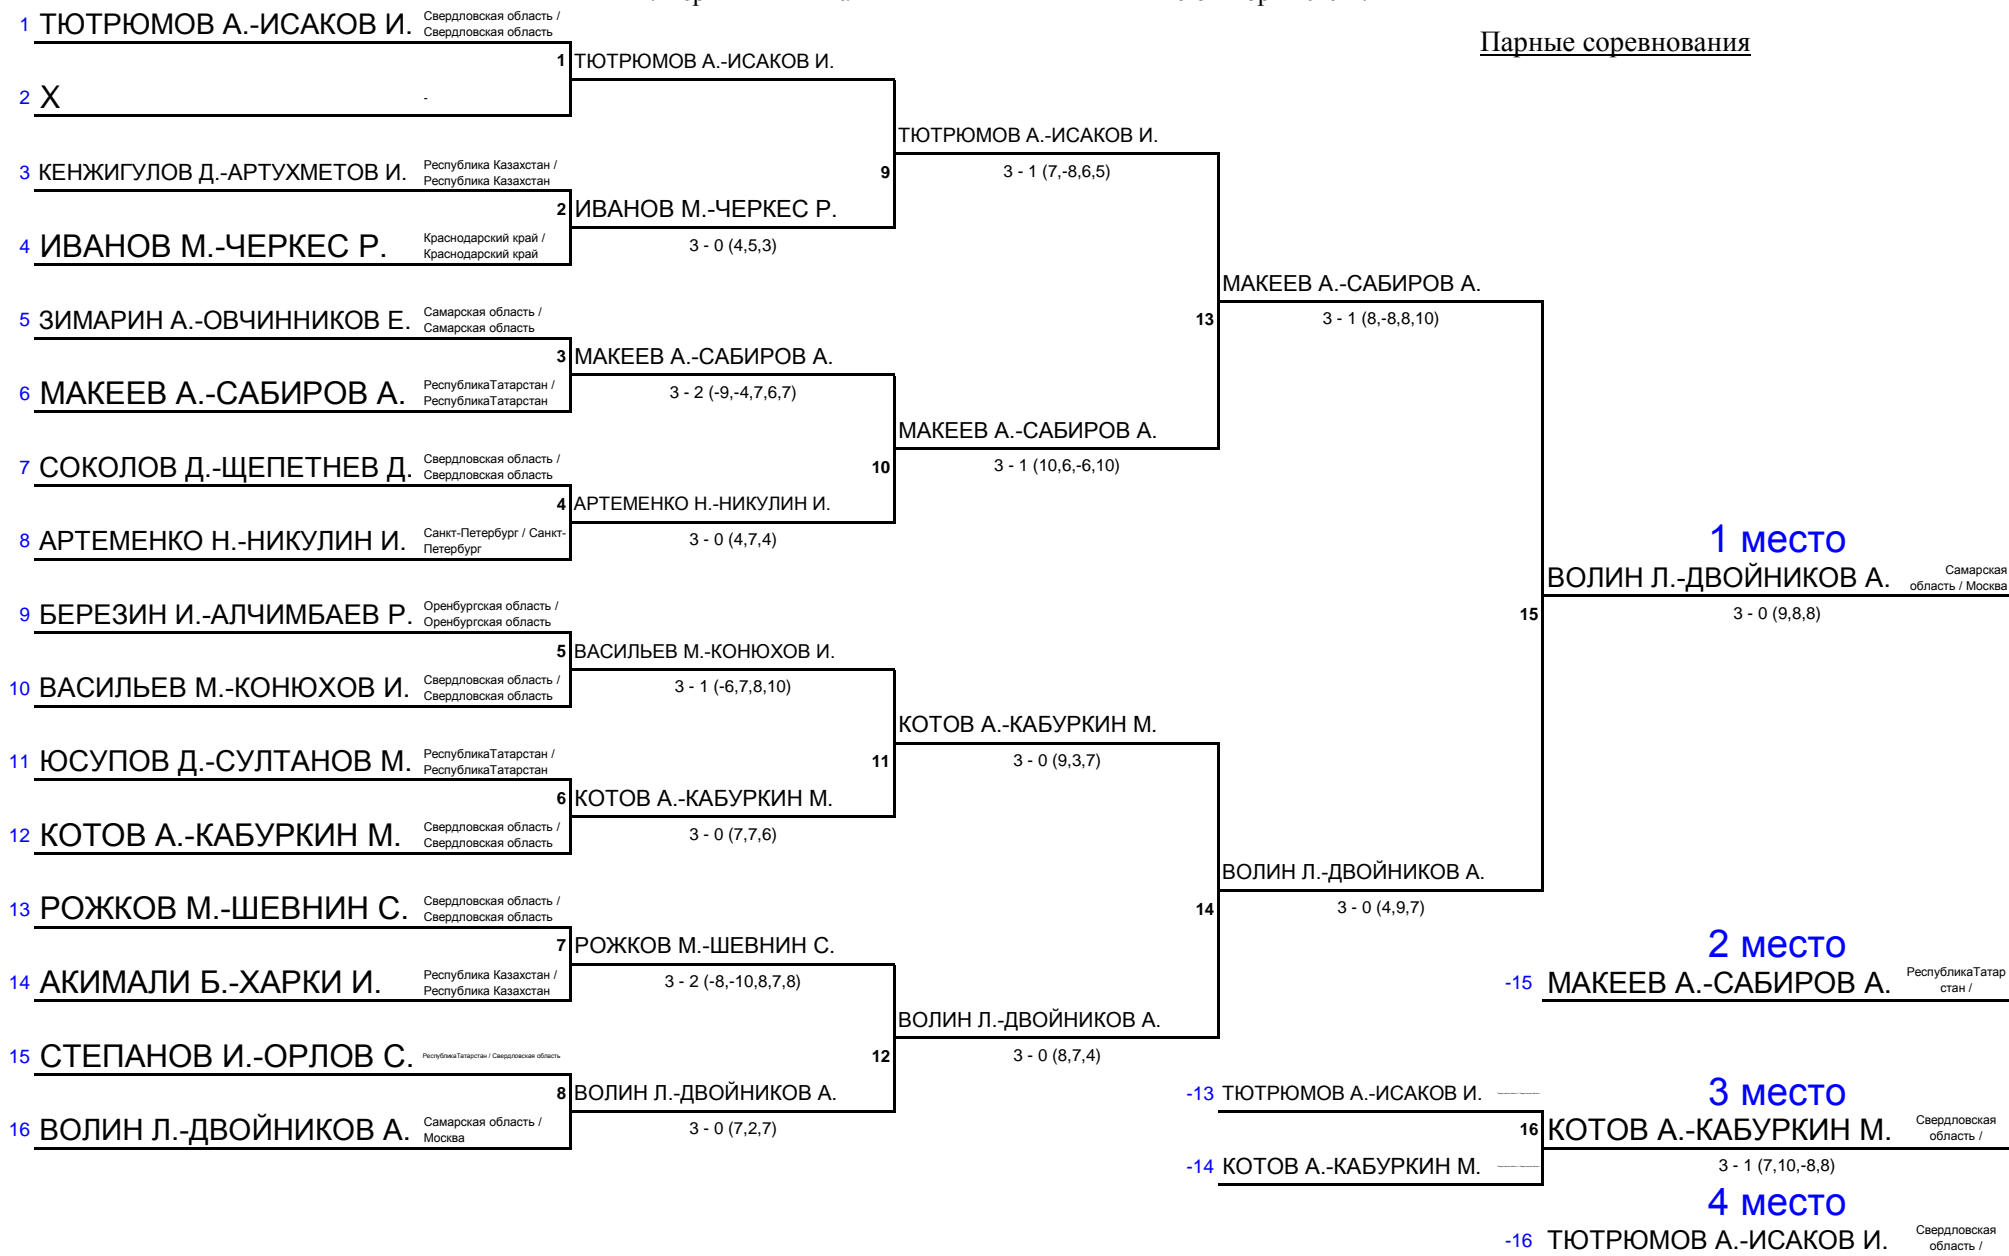 Парные соревнования
1 ТЮТРЮМОВ А.-ИСАКОВ И. Свердловская область /
Свердловская область
1 ТЮТРЮМОВ А.-ИСАКОВ И.
2 X -
ТЮТРЮМОВ А.-ИСАКОВ И.
9 3 - 1 (7,-8,6,5)
3 КЕНЖИГУЛОВ Д.-АРТУХМЕТОВ И. Республика Казахстан /
Республика Казахстан
2 ИВАНОВ М.-ЧЕРКЕС Р.
3 - 0 (4,5,3)
4 ИВАНОВ М.-ЧЕРКЕС Р. Краснодарский край /
Краснодарский край
МАКЕЕВ А.-САБИРОВ А.
13 3 - 1 (8,-8,8,10)
5 ЗИМАРИН А.-ОВЧИННИКОВ Е. Самарская область /
Самарская область
3 МАКЕЕВ А.-САБИРОВ А.
3 - 2 (-9,-4,7,6,7)
6 МАКЕЕВ А.-САБИРОВ А. РеспубликаТатарстан /
РеспубликаТатарстан
МАКЕЕВ А.-САБИРОВ А.
10 3 - 1 (10,6,-6,10)
7 СОКОЛОВ Д.-ЩЕПЕТНЕВ Д. Свердловская область /
Свердловская область
4 АРТЕМЕНКО Н.-НИКУЛИН И.
3 - 0 (4,7,4)
8 АРТЕМЕНКО Н.-НИКУЛИН И. Санкт-Петербург / Санкт-
Петербург
1 место
ВОЛИН Л.-ДВОЙНИКОВ А. Самарская
область / Москва
15 3 - 0 (9,8,8)
9 БЕРЕЗИН И.-АЛЧИМБАЕВ Р. Оренбургская область /
Оренбургская область
5 ВАСИЛЬЕВ М.-КОНЮХОВ И.
3 - 1 (-6,7,8,10)
10 ВАСИЛЬЕВ М.-КОНЮХОВ И. Свердловская область /
Свердловская область
КОТОВ А.-КАБУРКИН М.
11 3 - 0 (9,3,7)
11 ЮСУПОВ Д.-СУЛТАНОВ М. РеспубликаТатарстан /
РеспубликаТатарстан
6 КОТОВ А.-КАБУРКИН М.
3 - 0 (7,7,6)
12 КОТОВ А.-КАБУРКИН М. Свердловская область /
Свердловская область
ВОЛИН Л.-ДВОЙНИКОВ А.
14 3 - 0 (4,9,7)
13 РОЖКОВ М.-ШЕВНИН С. Свердловская область /
Свердловская область
7 РОЖКОВ М.-ШЕВНИН С.
3 - 2 (-8,-10,8,7,8)
14 АКИМАЛИ Б.-ХАРКИ И. Республика Казахстан /
Республика Казахстан
2 место
-15 МАКЕЕВ А.-САБИРОВ А. РеспубликаТатар
стан /
ВОЛИН Л.-ДВОЙНИКОВ А.
12 3 - 0 (8,7,4)
15 СТЕПАНОВ И.-ОРЛОВ С. РеспубликаТатарстан / Свердловская область
8 ВОЛИН Л.-ДВОЙНИКОВ А.
3 - 0 (7,2,7)
16 ВОЛИН Л.-ДВОЙНИКОВ А. Самарская область /
Москва
-13 ТЮТРЮМОВ А.-ИСАКОВ И.
3 место
16 КОТОВ А.-КАБУРКИН М. Свердловская
область /
-14 КОТОВ А.-КАБУРКИН М.
3 - 1 (7,10,-8,8)
4 место
-16 ТЮТРЮМОВ А.-ИСАКОВ И. Свердловская
область /